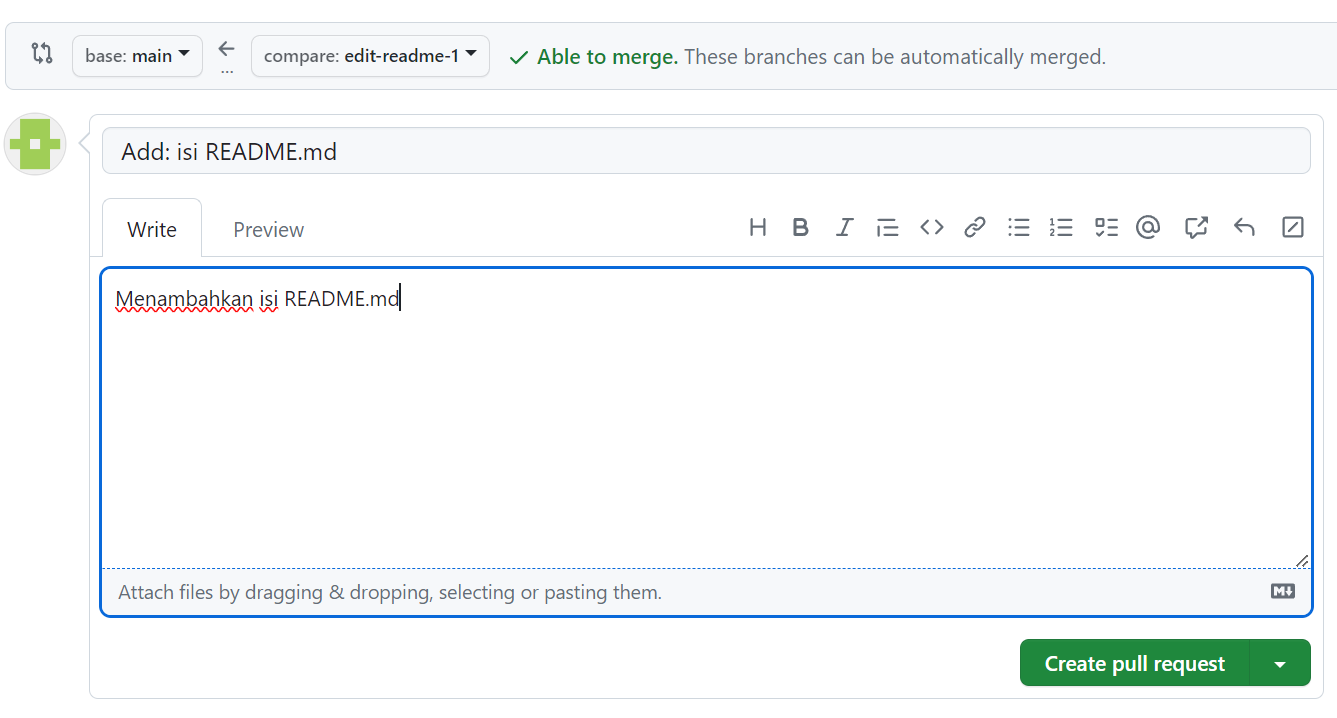 base: main compare: edit-readme-1 Able to merge. These branches can be automatically merged.
...
Add: isi README.md
Write Preview
Menambahkan isi README.md
Attach files by dragging & dropping, selecting or pasting them.
Create pull request